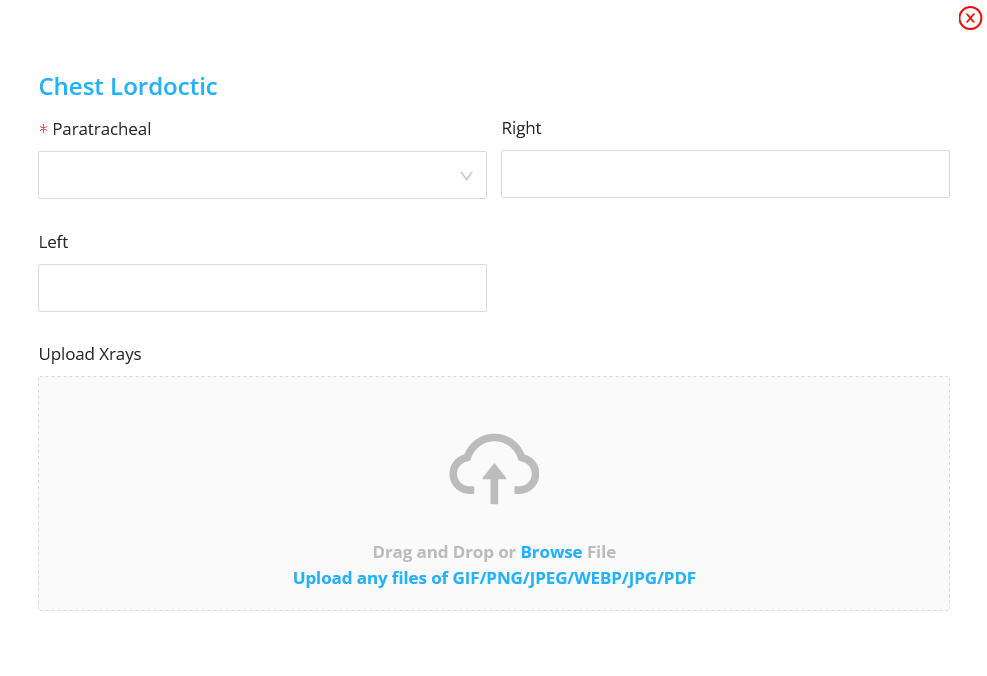 Chest Lordoctic
* Paratracheal
Right
Left
Upload Xrays
Drag and Drop or Browse File
Upload any files of GIF/PNG/JPEG/WEBP/JPG/PDF